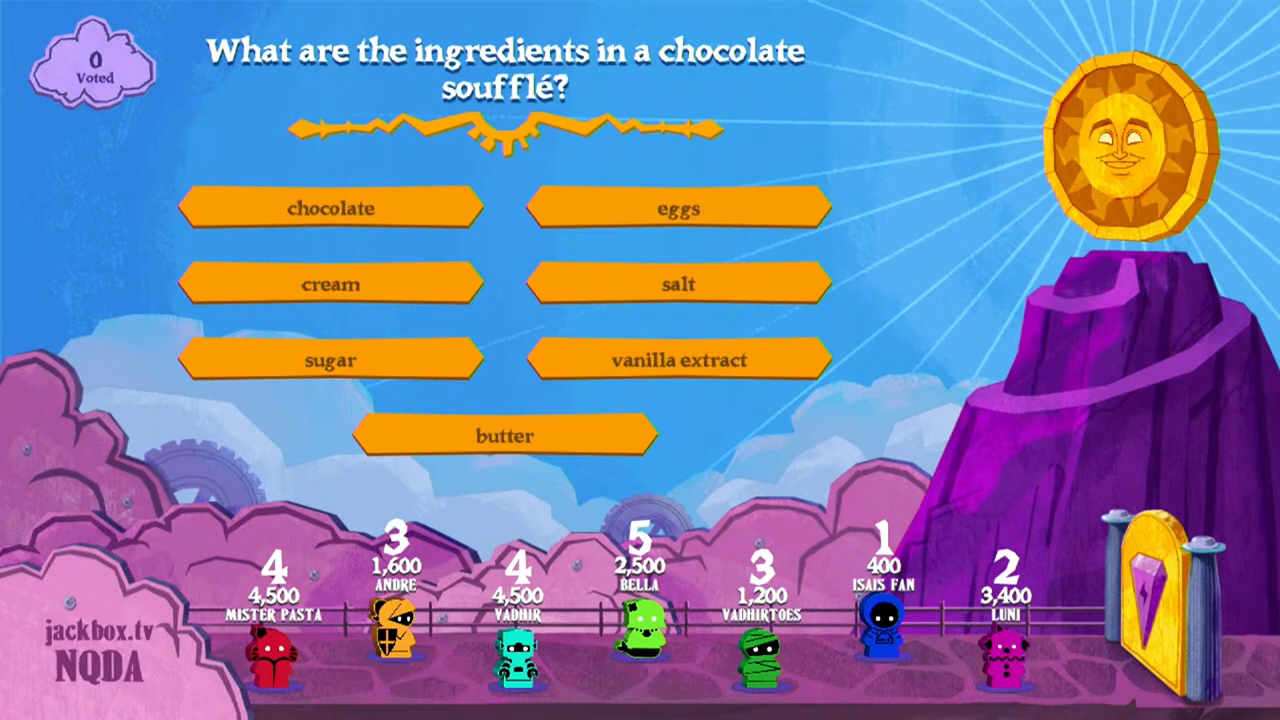 0
Voted
What are the ingredients in a chocolate
soufflé?
chocolate
eggs
cream
salt
sugar
vanilla extract
butter
4
4,500
MISTER PASTA
3
1,600
ANDRE
4
4,500
VADHIR
5
2,500
BELLA
3
1,200
VADHIRTOES
1
400
ISAIS FAN
2
3,400
LUNI
jackbox.tv
NQDA